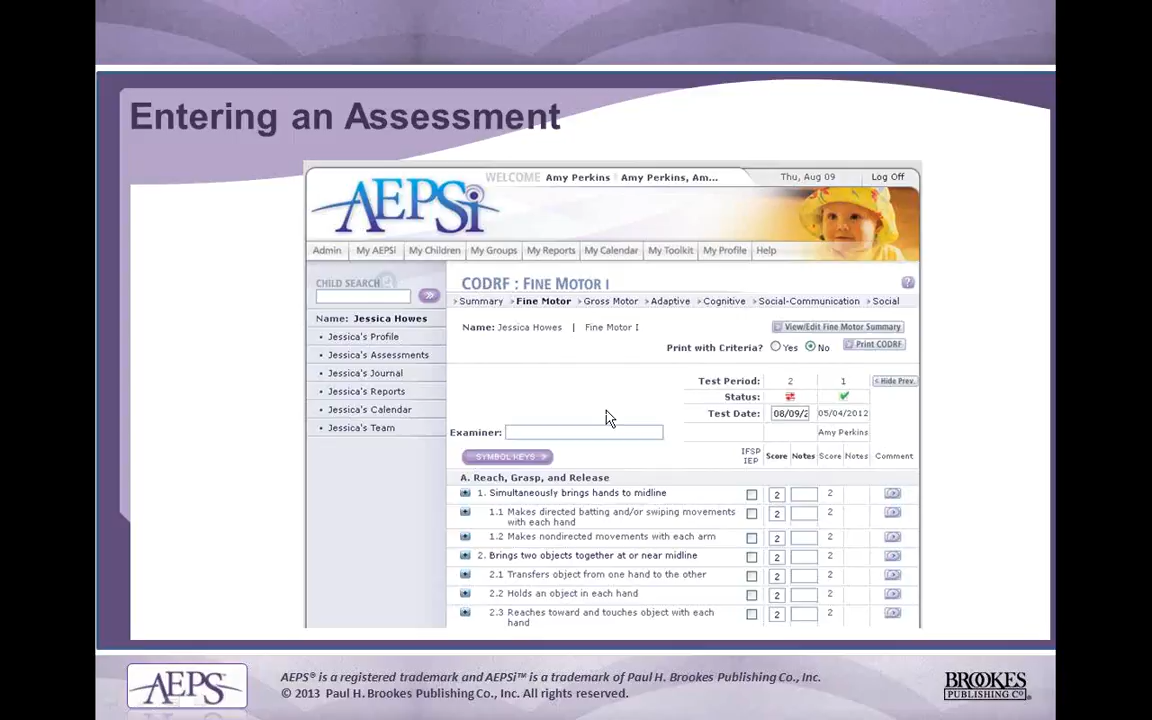 Entering an Assessment
WELCOME Amy Perkins Amy Perkins, Am... Thu, Aug 09 Log Off
AEPSi
Admin My AEPSi My Children My Groups My Reports My Calendar My Toolkit My Profile Help
CHILD SEARCH
Name: Jessica Howes
• Jessica's Profile
• Jessica's Assessments
• Jessica's Journal
• Jessica's Reports
• Jessica's Calendar
• Jessica's Team
CODRF : FINE MOTOR I
> Summary > Fine Motor > Gross Motor > Adaptive > Cognitive > Social-Communication > Social
Name: Jessica Howes | Fine Motor I
View/Edit Fine Motor Summary
Print with Criteria? Yes No Print CODRF
Test Period: 2 1 Hide Prev.
Status:
Test Date: 08/09/2 05/04/2012
Examiner: Amy Perkins
SYMBOL KEYS > IFSP IEP Score Notes Score Notes Comment
A. Reach, Grasp, and Release
1. Simultaneously brings hands to midline 2 2
1.1 Makes directed batting and/or swiping movements 2 2
with each hand
1.2 Makes nondirected movements with each arm 2 2
2. Brings two objects together at or near midline 2 2
2.1 Transfers object from one hand to the other 2 2
2.2 Holds an object in each hand 2 2
2.3 Reaches toward and touches object with each 2 2
hand
AEPS
AEPS® is a registered trademark and AEPSi™ is a trademark of Paul H. Brookes Publishing Co., Inc.
© 2013 Paul H. Brookes Publishing Co., Inc. All rights reserved.
BROOKES
PUBLISHING CO®